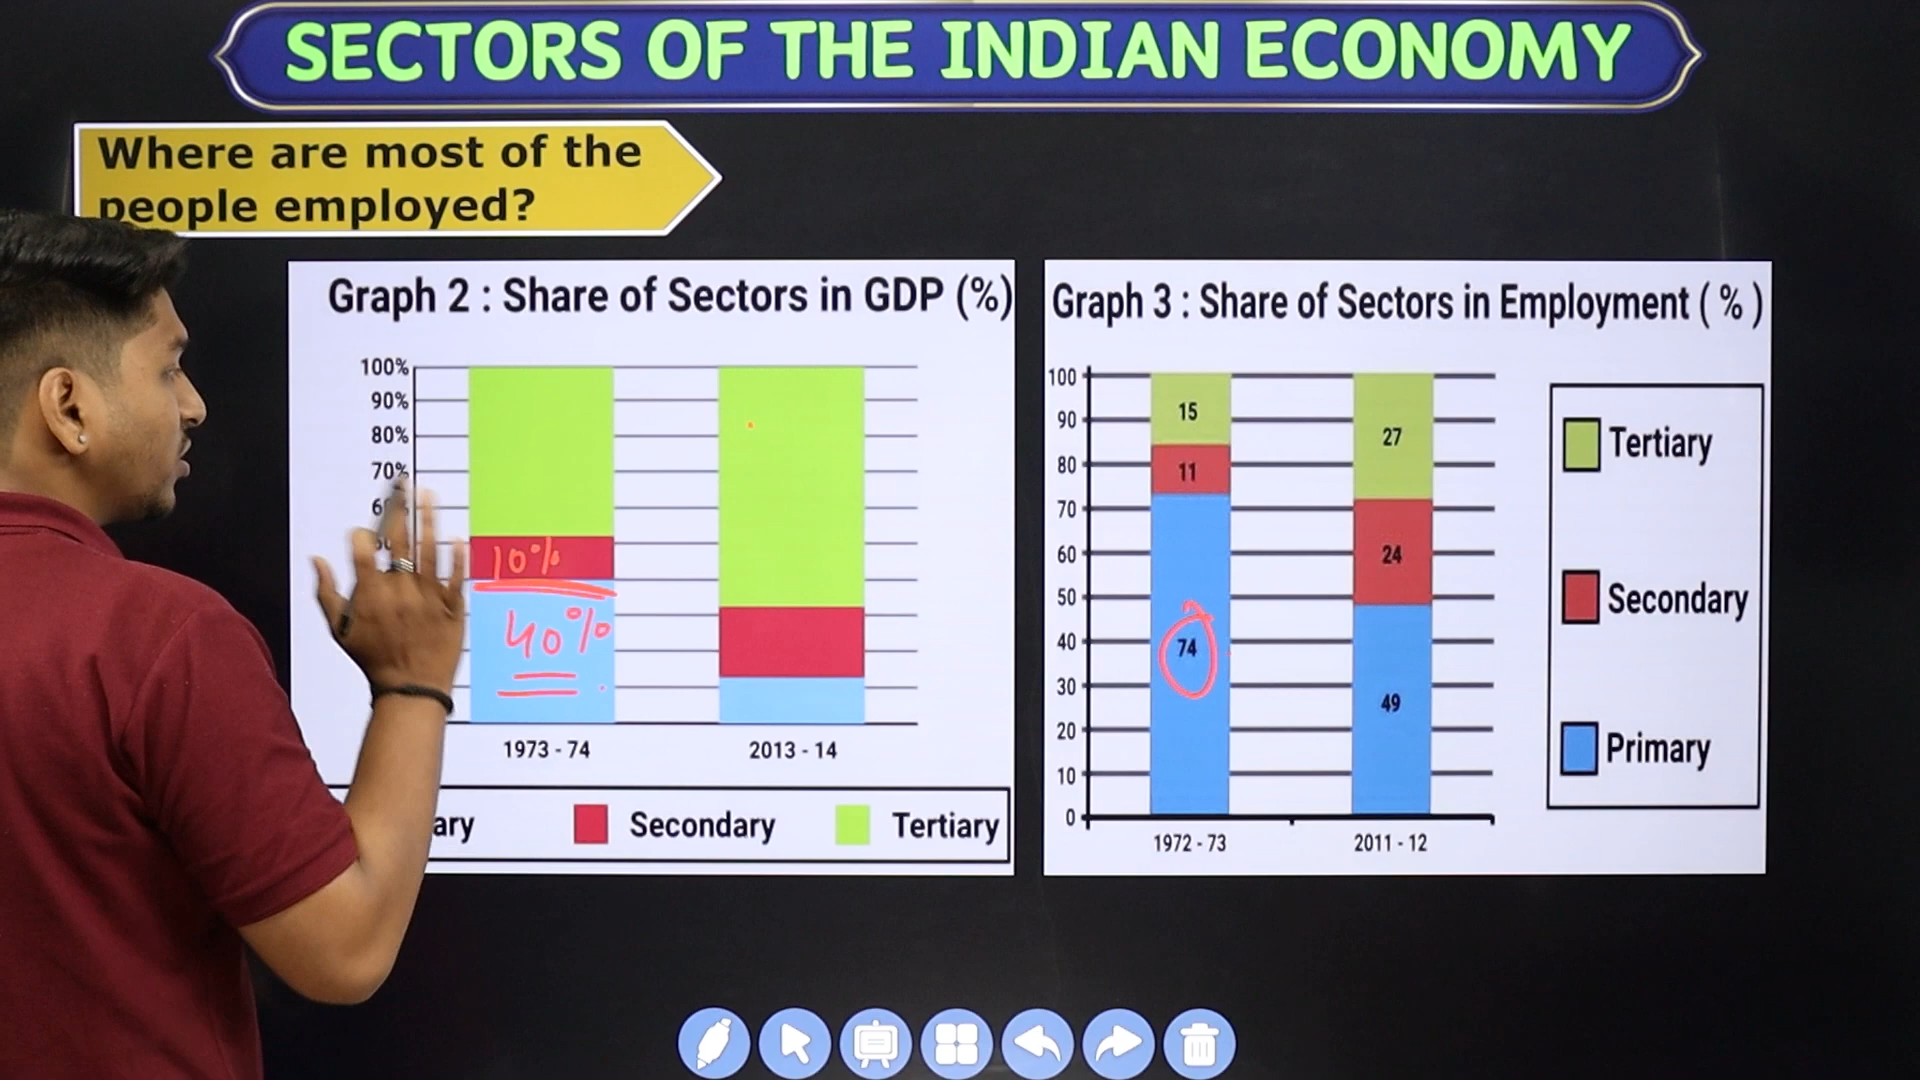 SECTORS OF THE INDIAN ECONOMY
Where are most of the
people employed?
Graph 2 : Share of Sectors in GDP (%)
100%
90%
80%
70%
10%
40%
1973 - 74
2013 - 14
Secondary
Tertiary
Graph 3 : Share of Sectors in Employment ( % )
100
90
80
70
60
50
40
30
20
10
0
15
11
74
27
24
49
1972 - 73
2011 - 12
Tertiary
Secondary
Primary